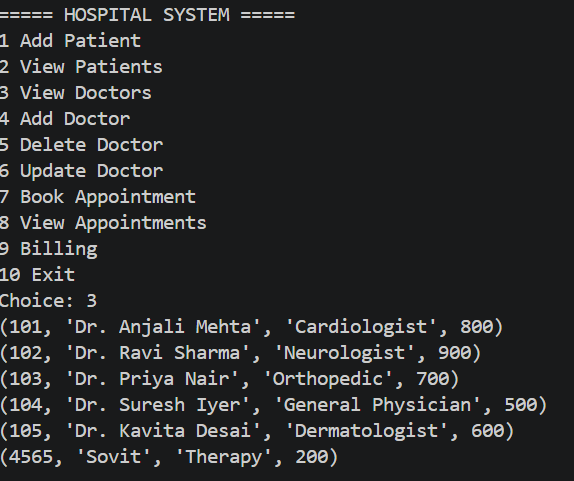 ===== HOSPITAL SYSTEM =====
1 Add Patient
2 View Patients
3 View Doctors
4 Add Doctor
5 Delete Doctor
6 Update Doctor
7 Book Appointment
8 View Appointments
9 Billing
10 Exit
Choice: 3
(101, 'Dr. Anjali Mehta', 'Cardiologist', 800)
(102, 'Dr. Ravi Sharma', 'Neurologist', 900)
(103, 'Dr. Priya Nair', 'Orthopedic', 700)
(104, 'Dr. Suresh Iyer', 'General Physician', 500)
(105, 'Dr. Kavita Desai', 'Dermatologist', 600)
(4565, 'Sovit', 'Therapy', 200)